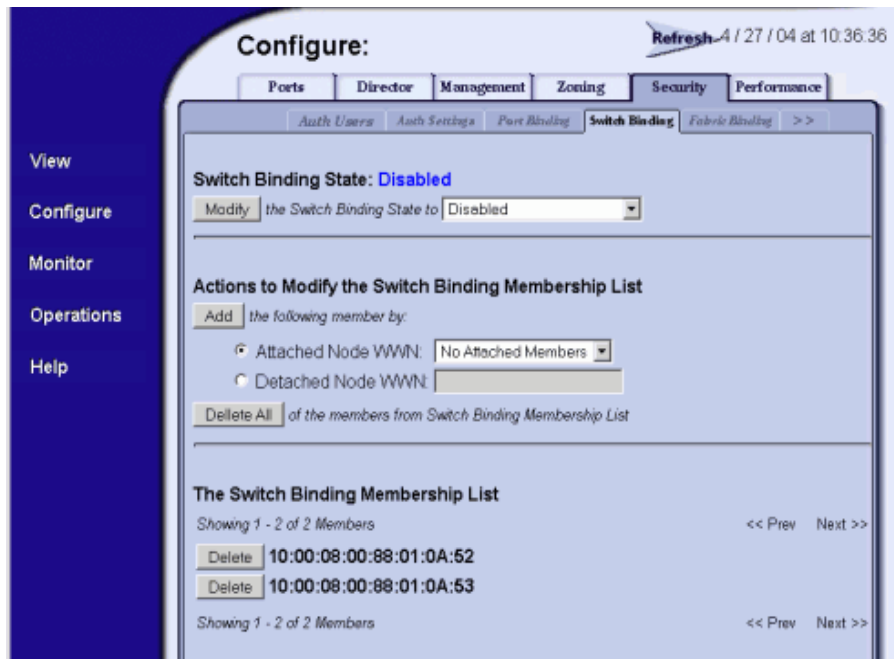 Configure:
Refresh 4 / 27 / 04 at 10:36:36
Ports Director Management Zoning Security Performance
Auth Users Auth Settings Port Binding Switch Binding Fabric Binding >>
View
Configure
Monitor
Operations
Help
Switch Binding State: Disabled
Modify the Switch Binding State to Disabled
Actions to Modify the Switch Binding Membership List
Add the following member by:
Attached Node WWN: No Attached Members
Detached Node WWN:
Dellete All of the members from Switch Binding Membership List
The Switch Binding Membership List
Showing 1 - 2 of 2 Members << Prev Next >>
Delete 10:00:08:00:88:01:0A:52
Delete 10:00:08:00:88:01:0A:53
Showing 1 - 2 of 2 Members << Prev Next >>